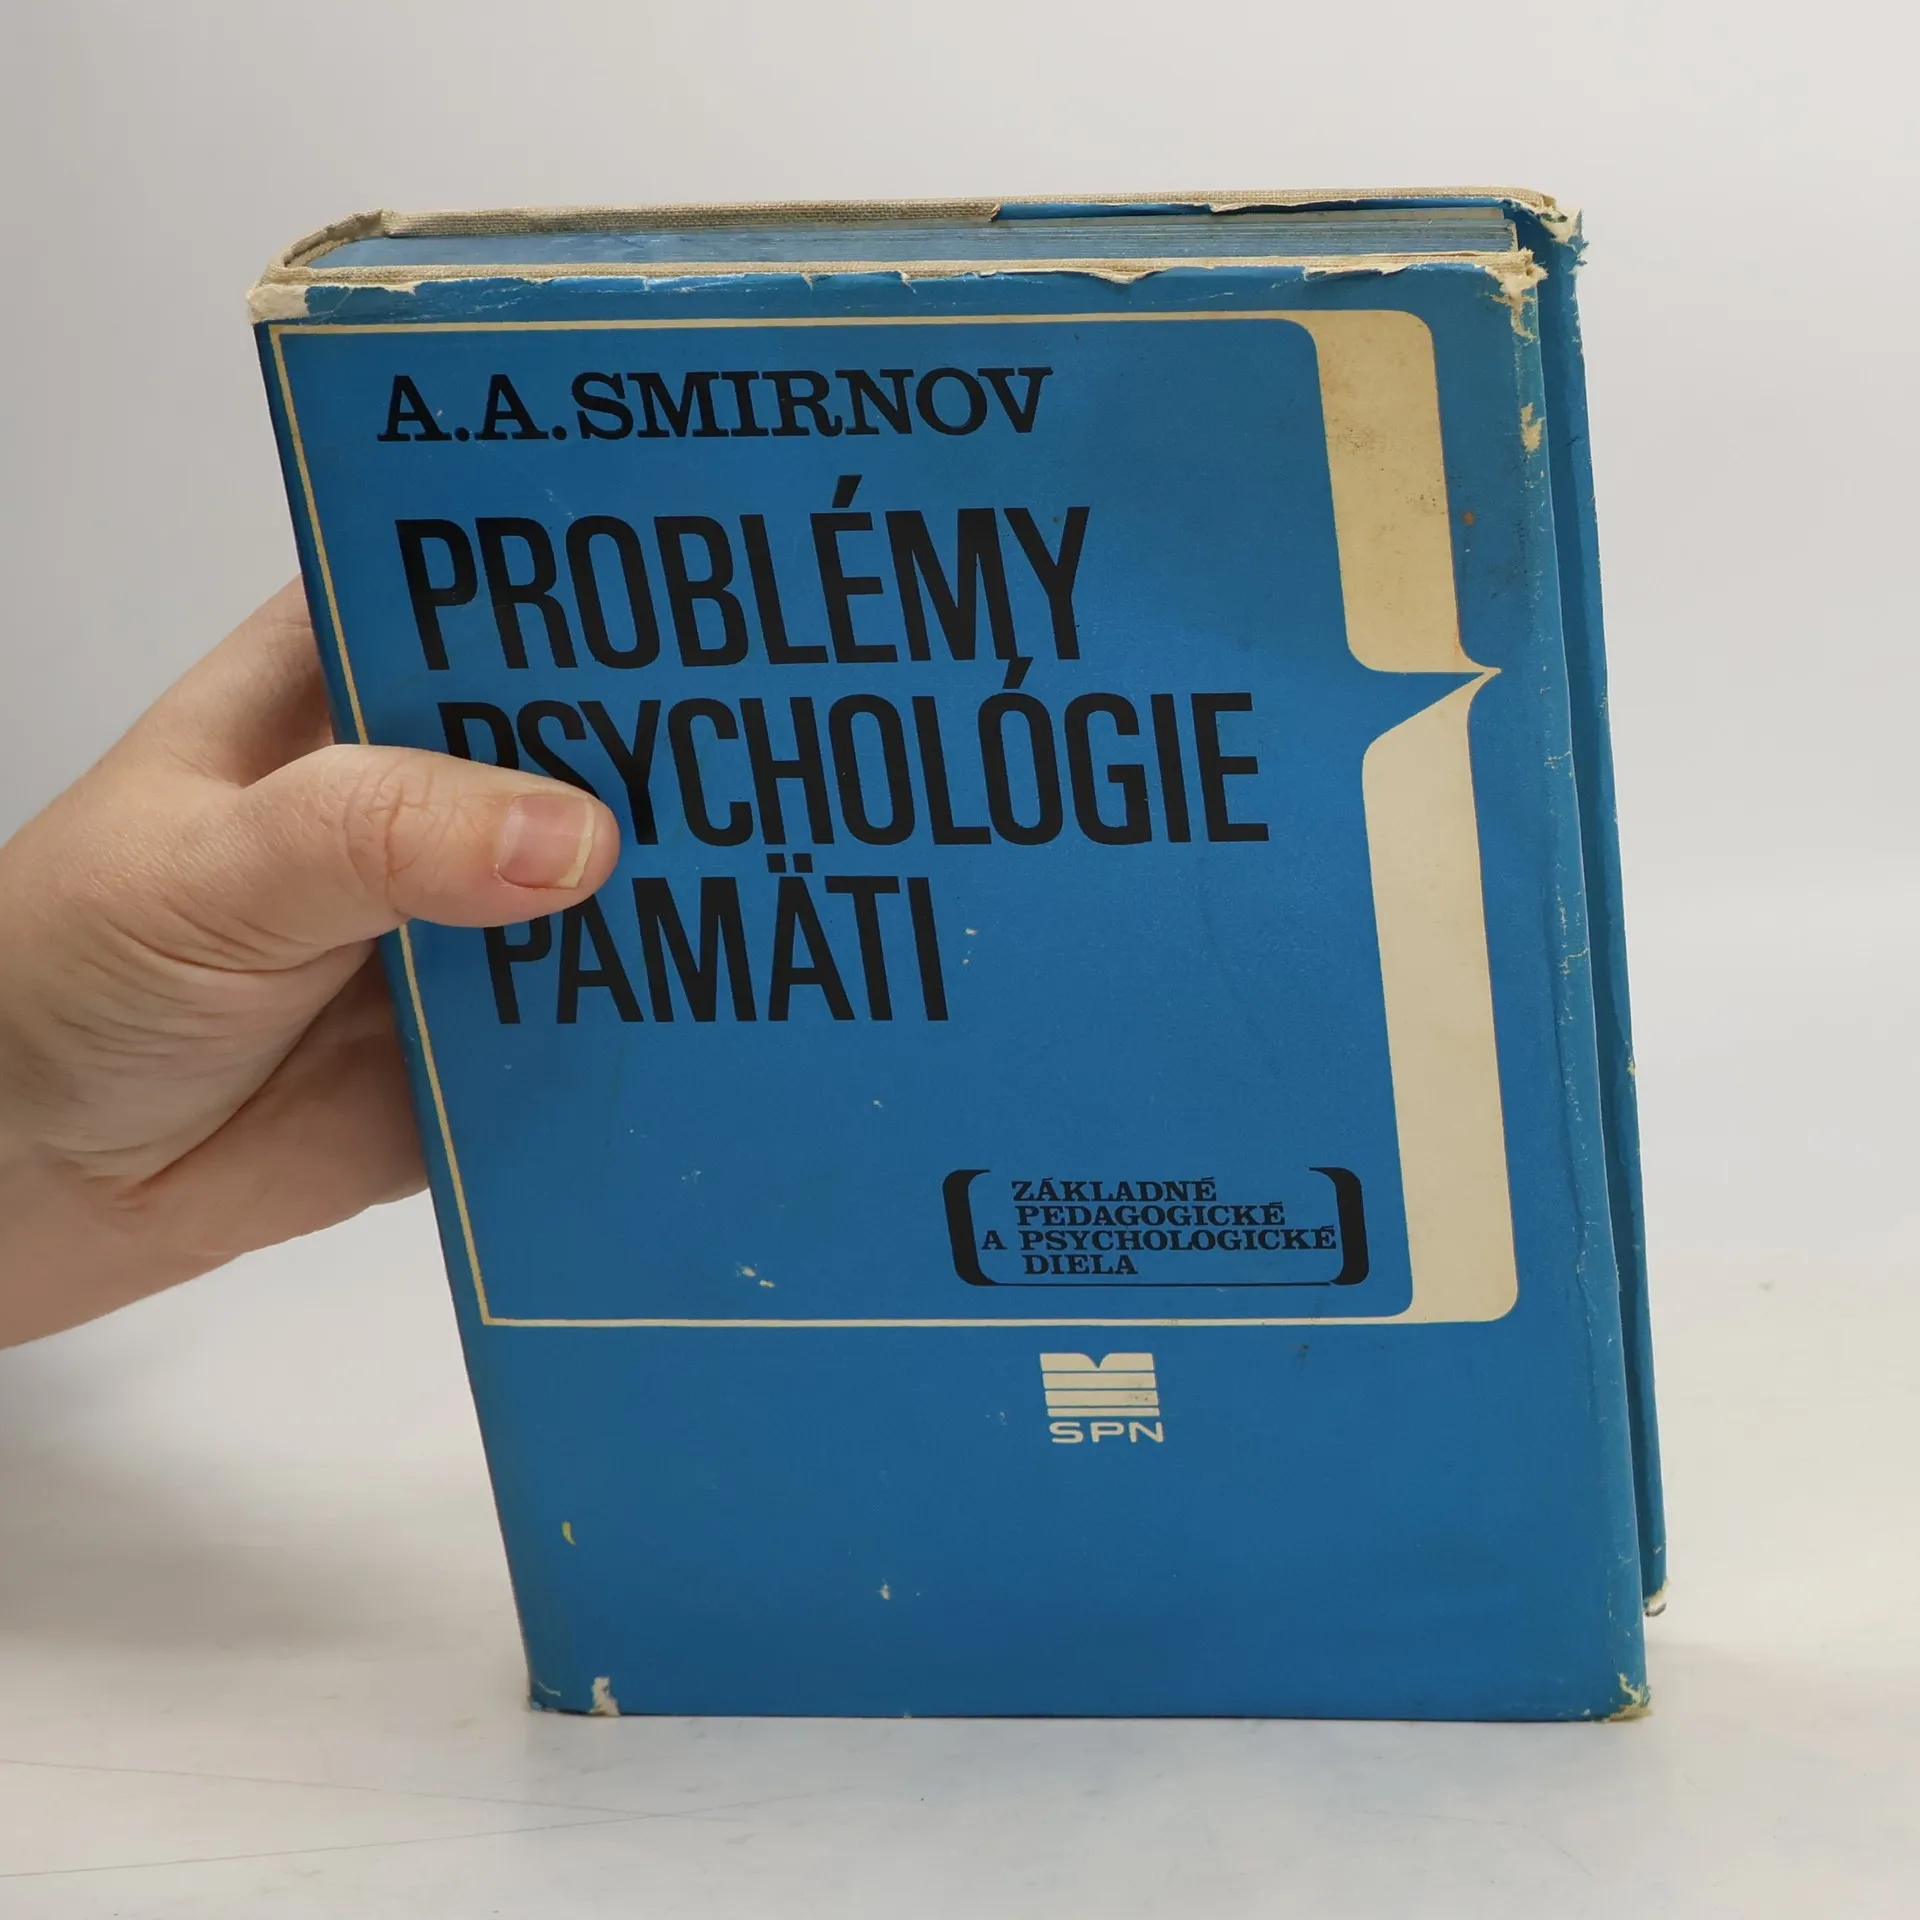 A.A.SMIRNOV
PROBLÉMY
PSYCHOLÓGIE
PAMÄTI
ZÁKLADNÉ
PEDAGOGICKÉ
A PSYCHOLOGICKÉ
DIELA
SPN